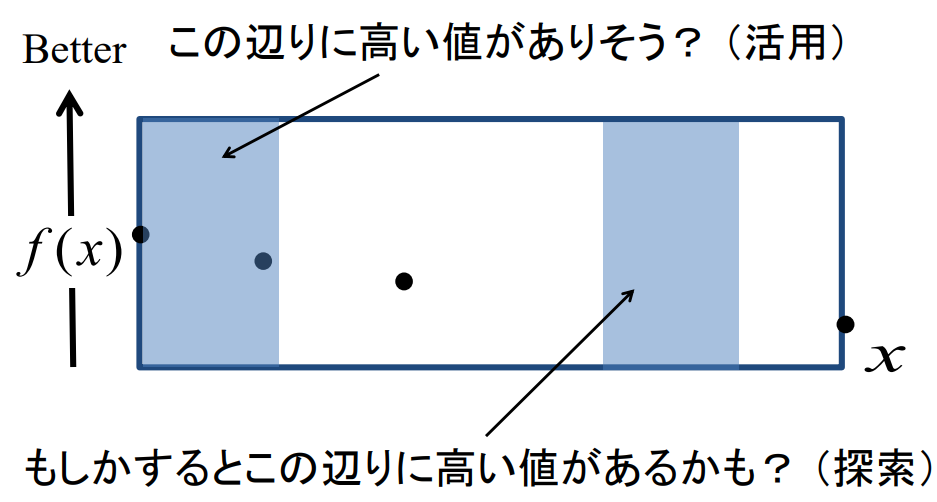 Better
この辺りに高い値がありそう？（活用）
f(x)
x
もしかするとこの辺りに高い値があるかも？（探索）